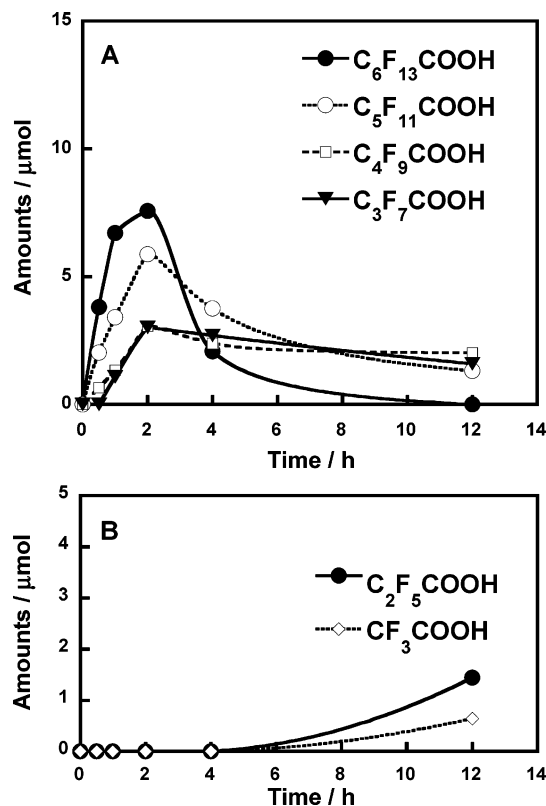 15
A
C6F13COOH
C5F11COOH
10
C4F9COOH
C3F7COOH
Amounts / μmol
5
0
0 2 4 6 8 10 12 14
Time / h
5
B
4
C2F5COOH
3
CF3COOH
Amounts / μmol
2
1
0
0 2 4 6 8 10 12 14
Time / h